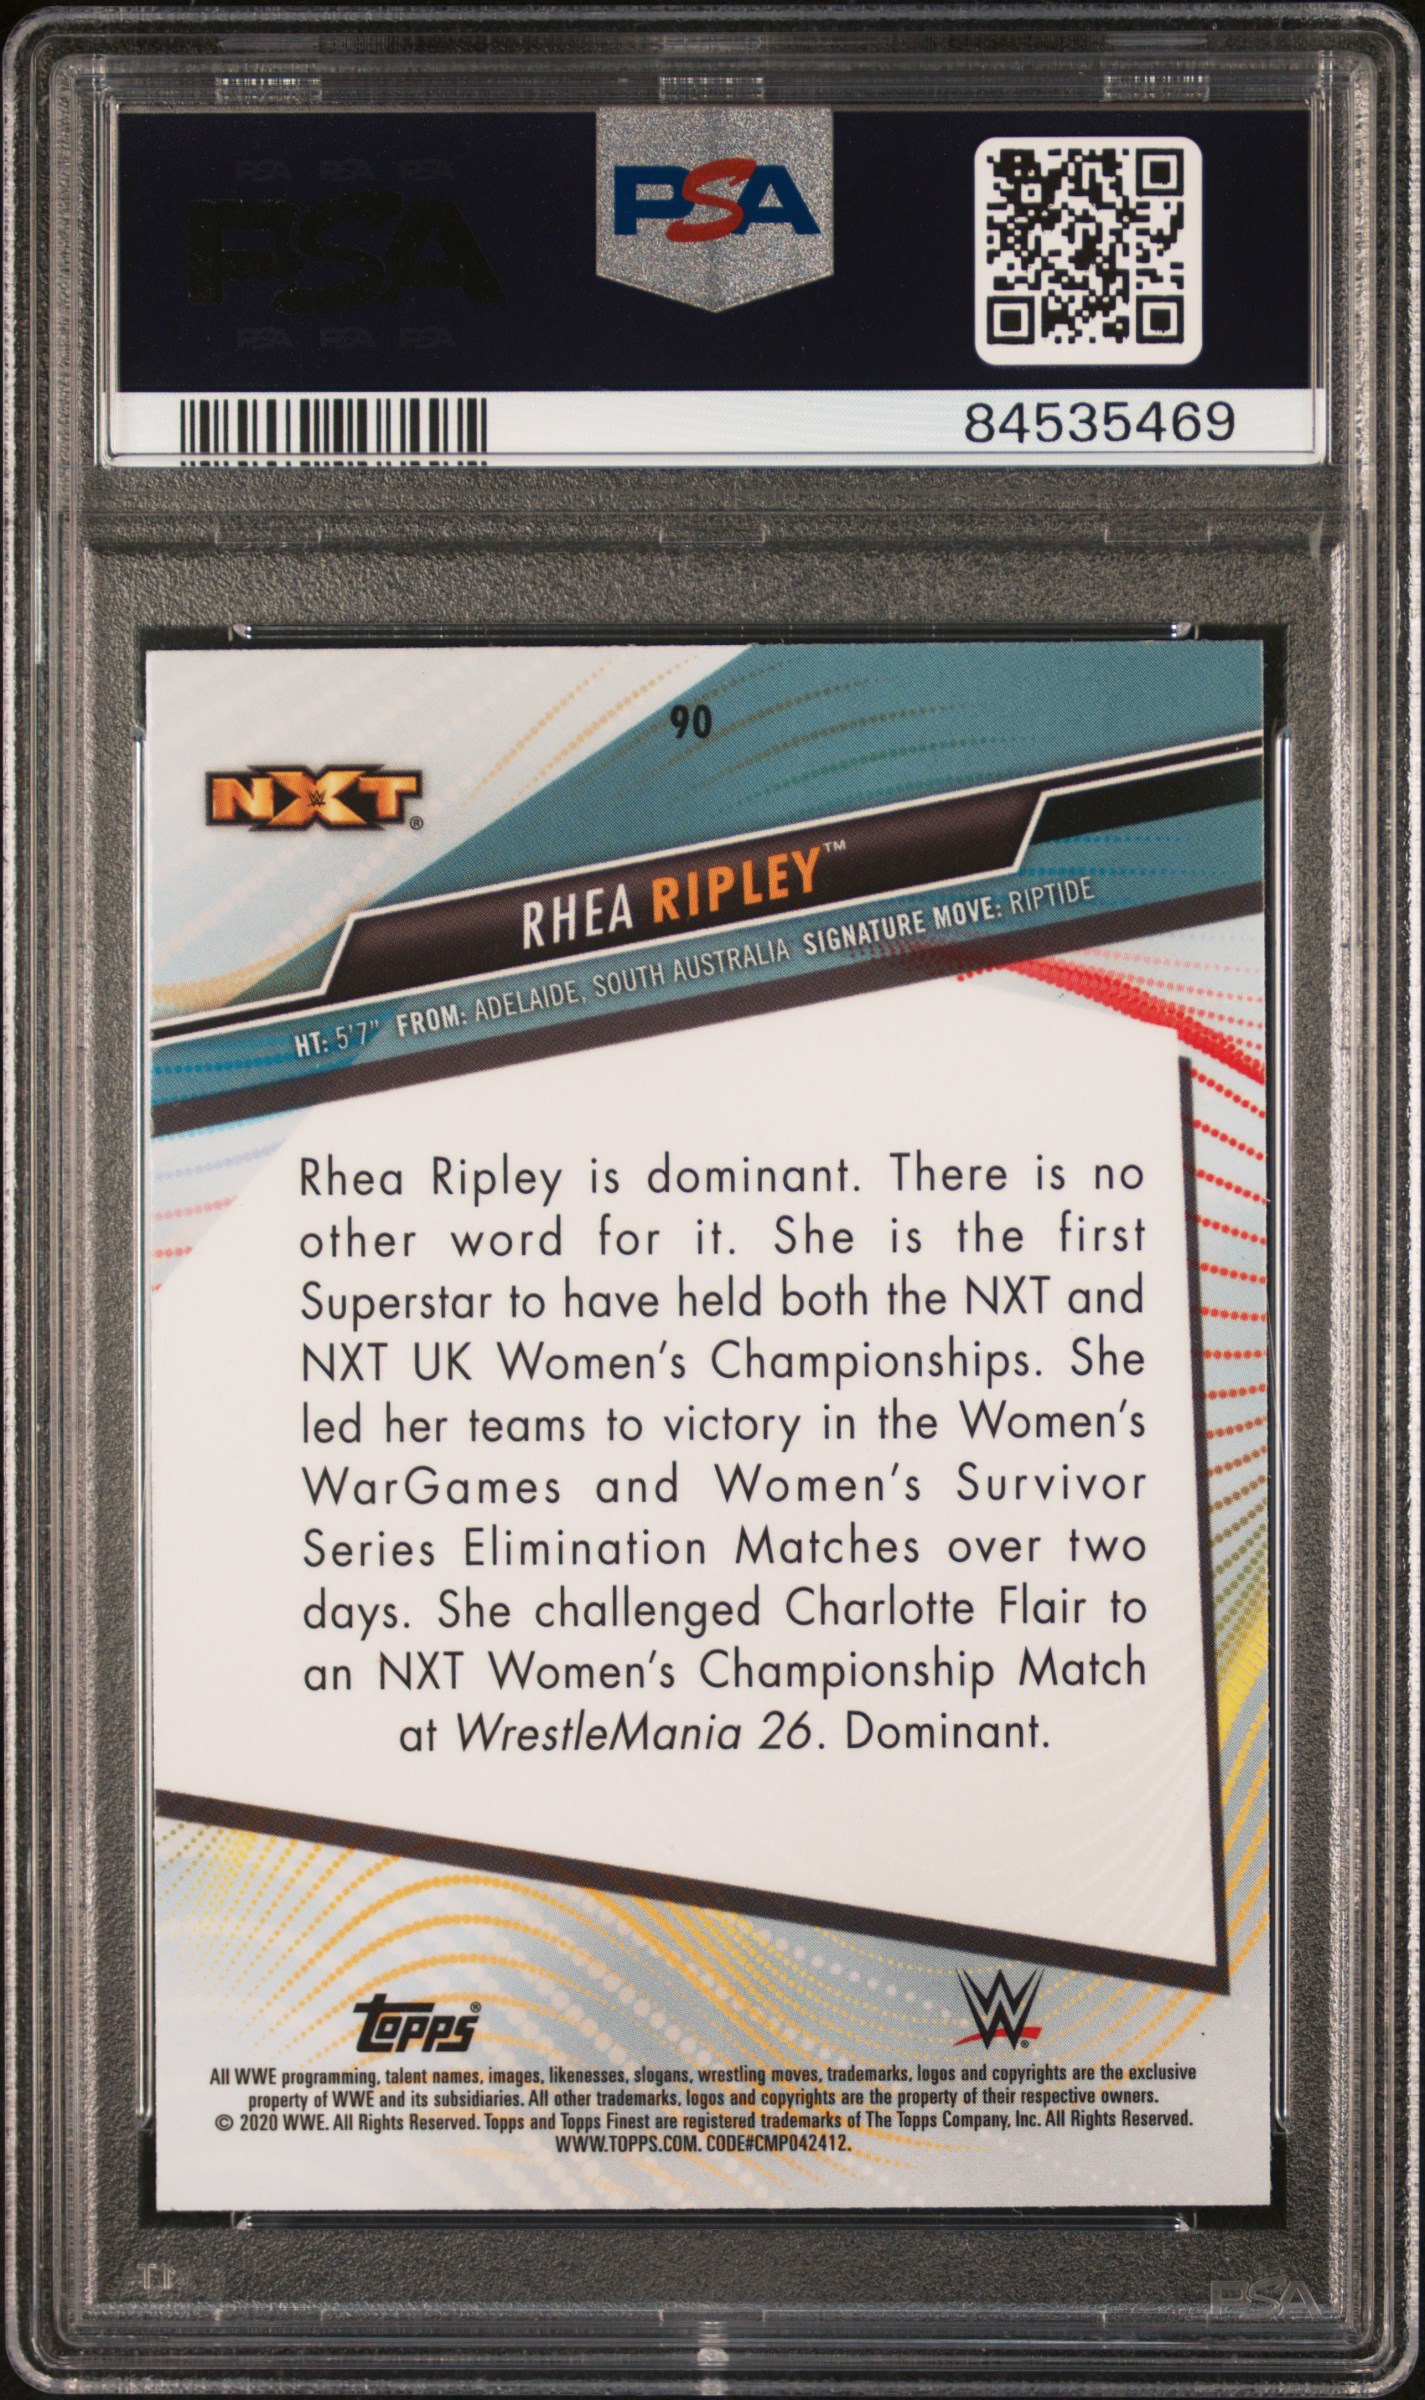 PSA PSA PSA
PSA
PSA PSA PSA
PSA
84535469
90
NXT®
RHEA RIPLEY™
HT: 5'7" FROM: ADELAIDE, SOUTH AUSTRALIA SIGNATURE MOVE: RIPTIDE
Rhea Ripley is dominant. There is no
other word for it. She is the first
Superstar to have held both the NXT and
NXT UK Women's Championships. She
led her teams to victory in the Women's
WarGames and Women's Survivor
Series Elimination Matches over two
days. She challenged Charlotte Flair to
an NXT Women's Championship Match
at WrestleMania 26. Dominant.
topps®
W®
All WWE programming, talent names, images, likenesses, slogans, wrestling moves, trademarks, logos and copyrights are the exclusive
property of WWE and its subsidiaries. All other trademarks, logos and copyrights are the property of their respective owners.
© 2020 WWE. All Rights Reserved. Topps and Topps Finest are registered trademarks of The Topps Company, Inc. All Rights Reserved.
WWW.TOPPS.COM. CODE#CMP042412.
PSA